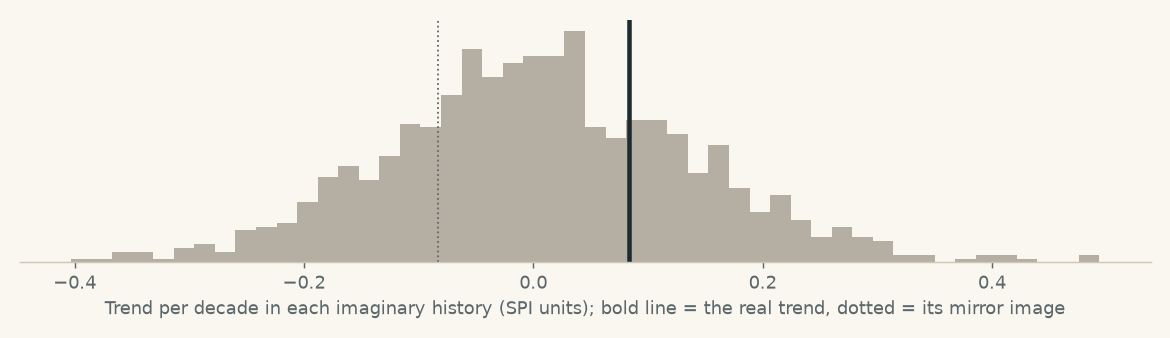 −0.4 −0.2 0.0 0.2 0.4
Trend per decade in each imaginary history (SPI units); bold line = the real trend, dotted = its mirror image